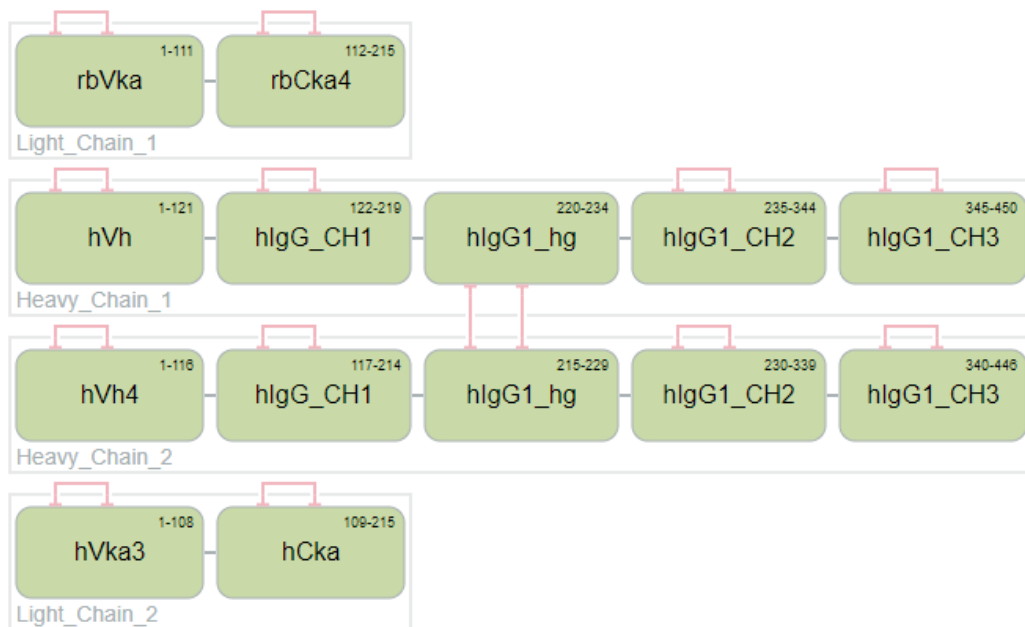 1-111 112-215
rbVka rbCka4
Light_Chain_1
1-121 122-219 220-234 235-344 345-450
hVh hIgG_CH1 hIgG1_hg hIgG1_CH2 hIgG1_CH3
Heavy_Chain_1
1-116 117-214 215-229 230-339 340-446
hVh4 hIgG_CH1 hIgG1_hg hIgG1_CH2 hIgG1_CH3
Heavy_Chain_2
1-108 109-215
hVka3 hCka
Light_Chain_2